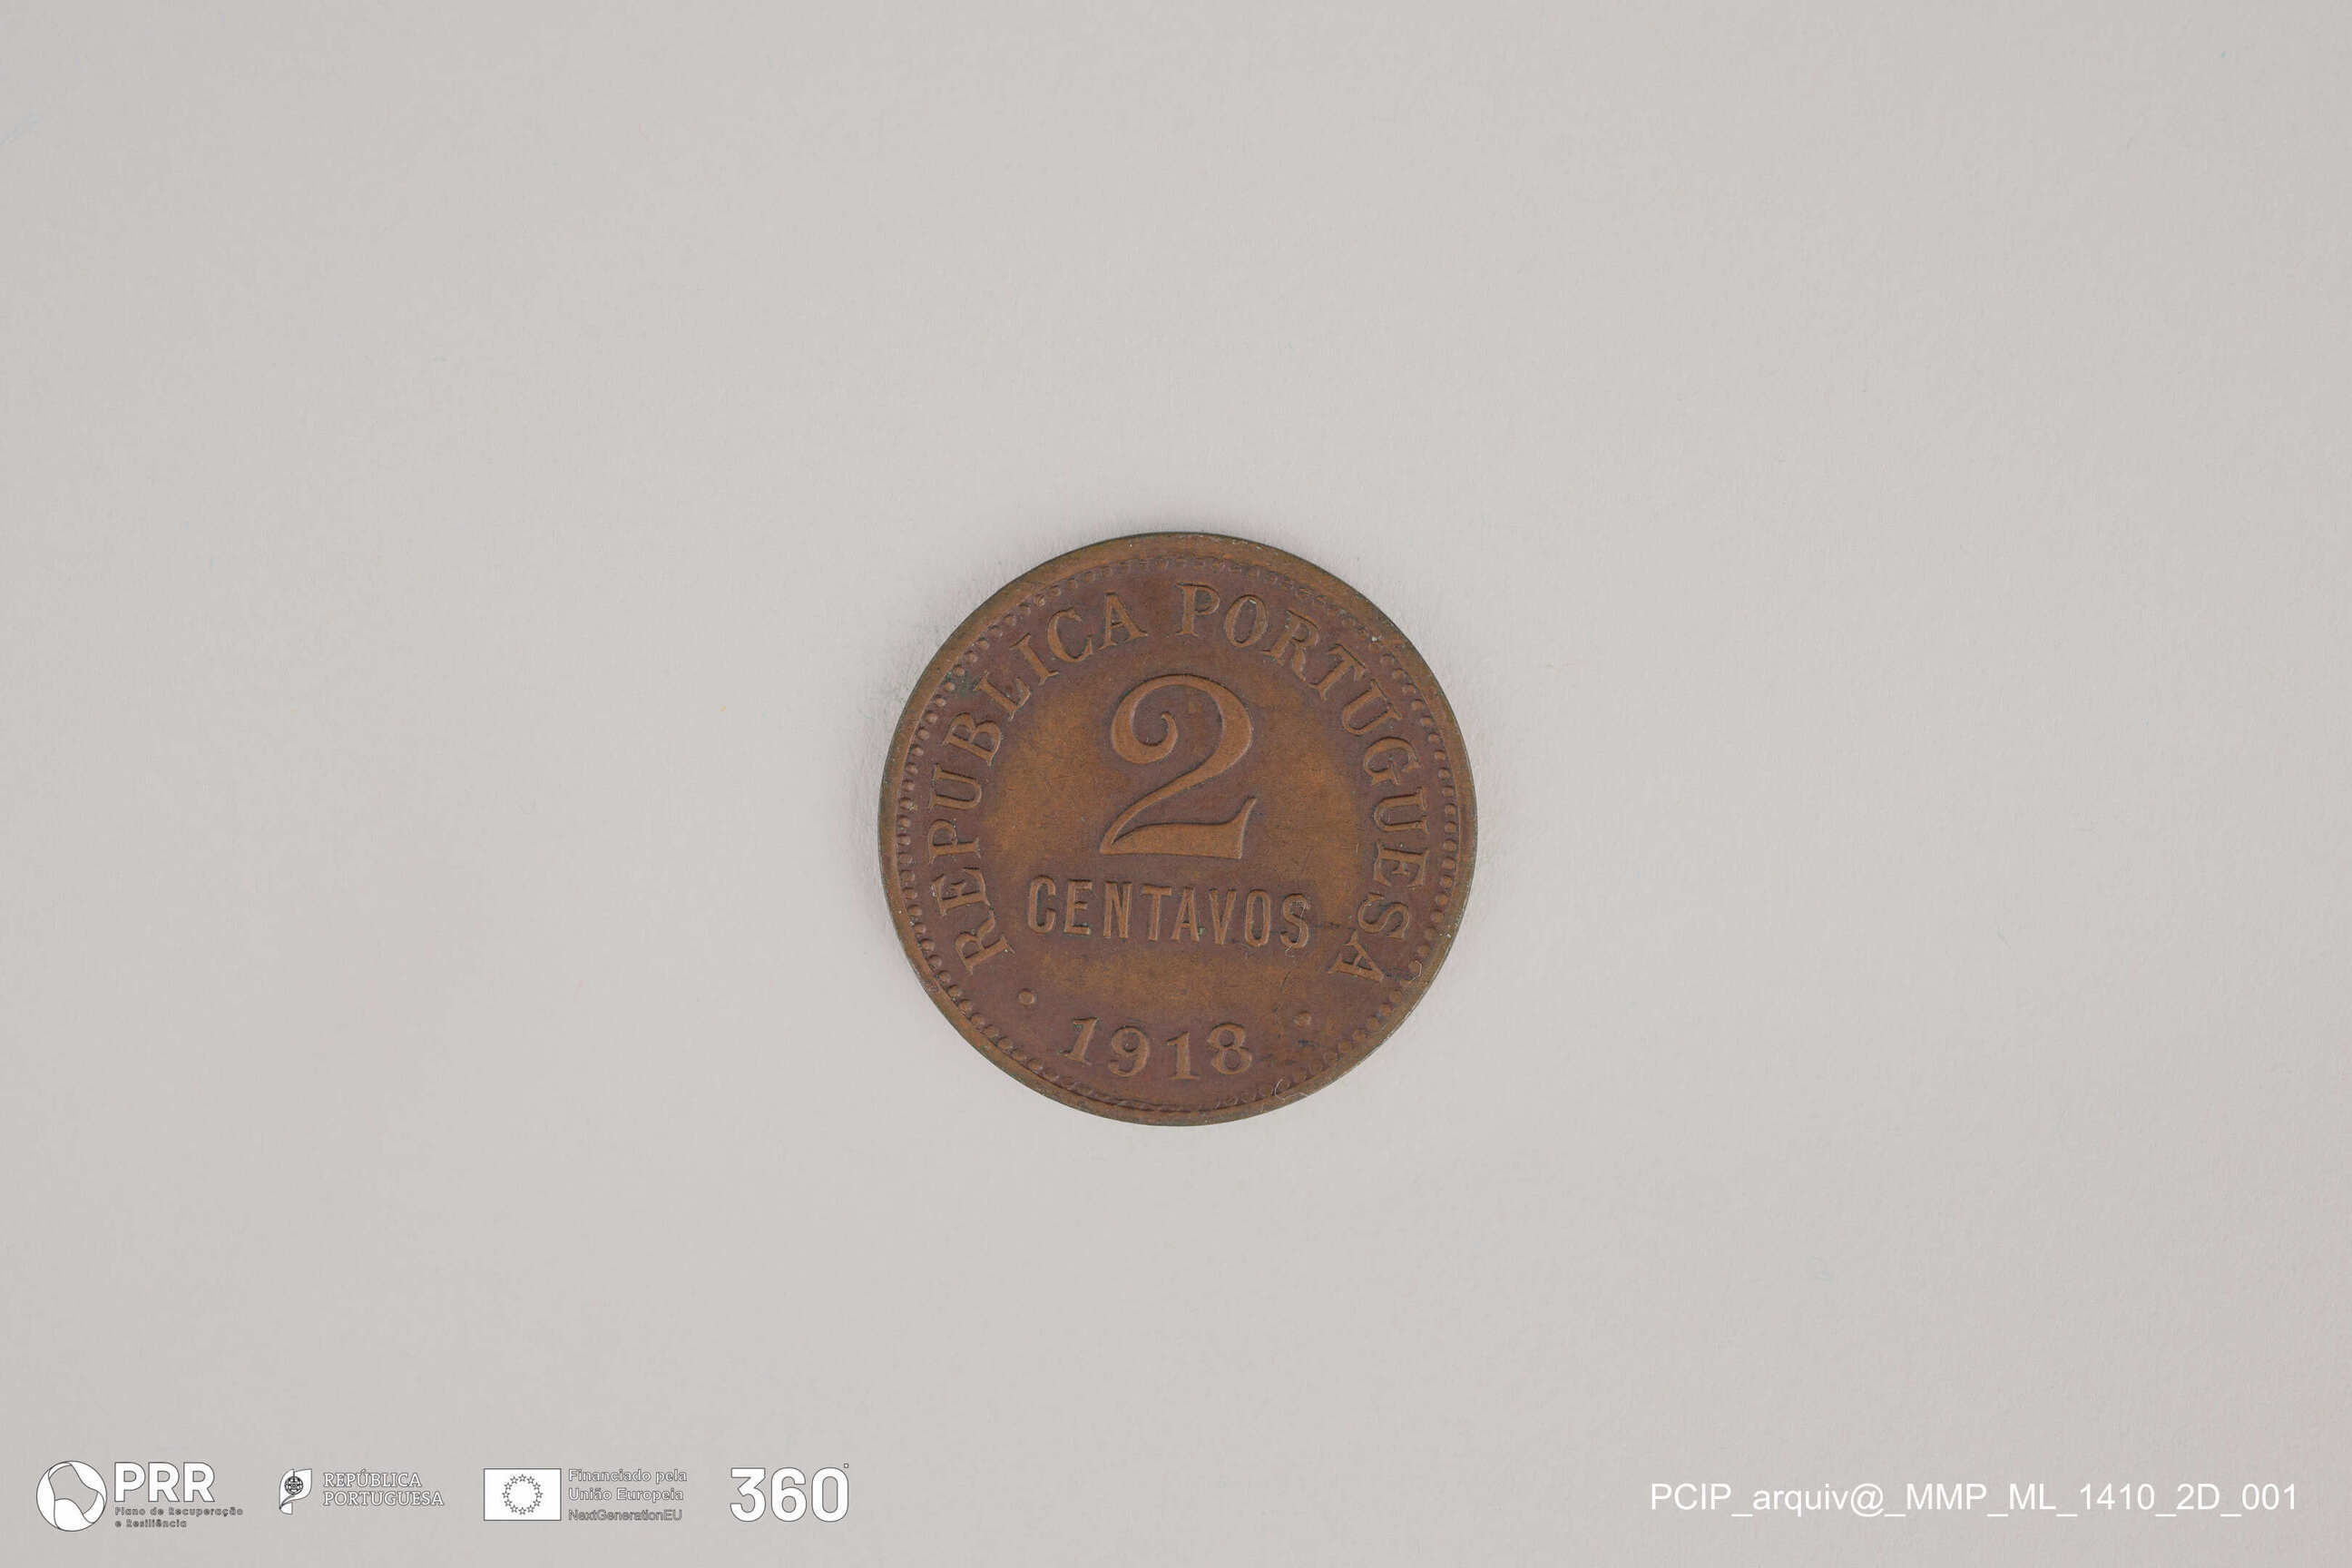 REPUBLICA PORTUGUESA
2
CENTAVOS
• 1918 •
PRR
Plano de Recuperação
e Resiliência
REPÚBLICA
PORTUGUESA
Financiado pela
União Europeia
NextGenerationEU
360°
PCIP_arquiv@_MMP_ML_1410_2D_001